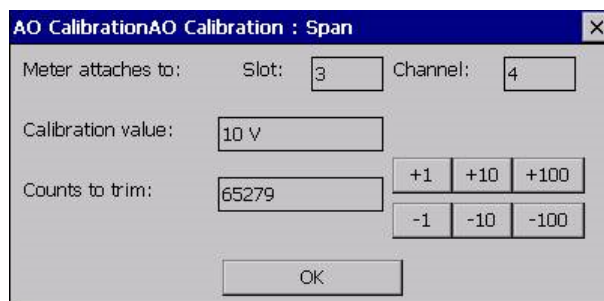 AO CalibrationAO Calibration : Span
Meter attaches to: Slot: 3 Channel: 4
Calibration value: 10 V
+1 +10 +100
Counts to trim: 65279
-1 -10 -100
OK